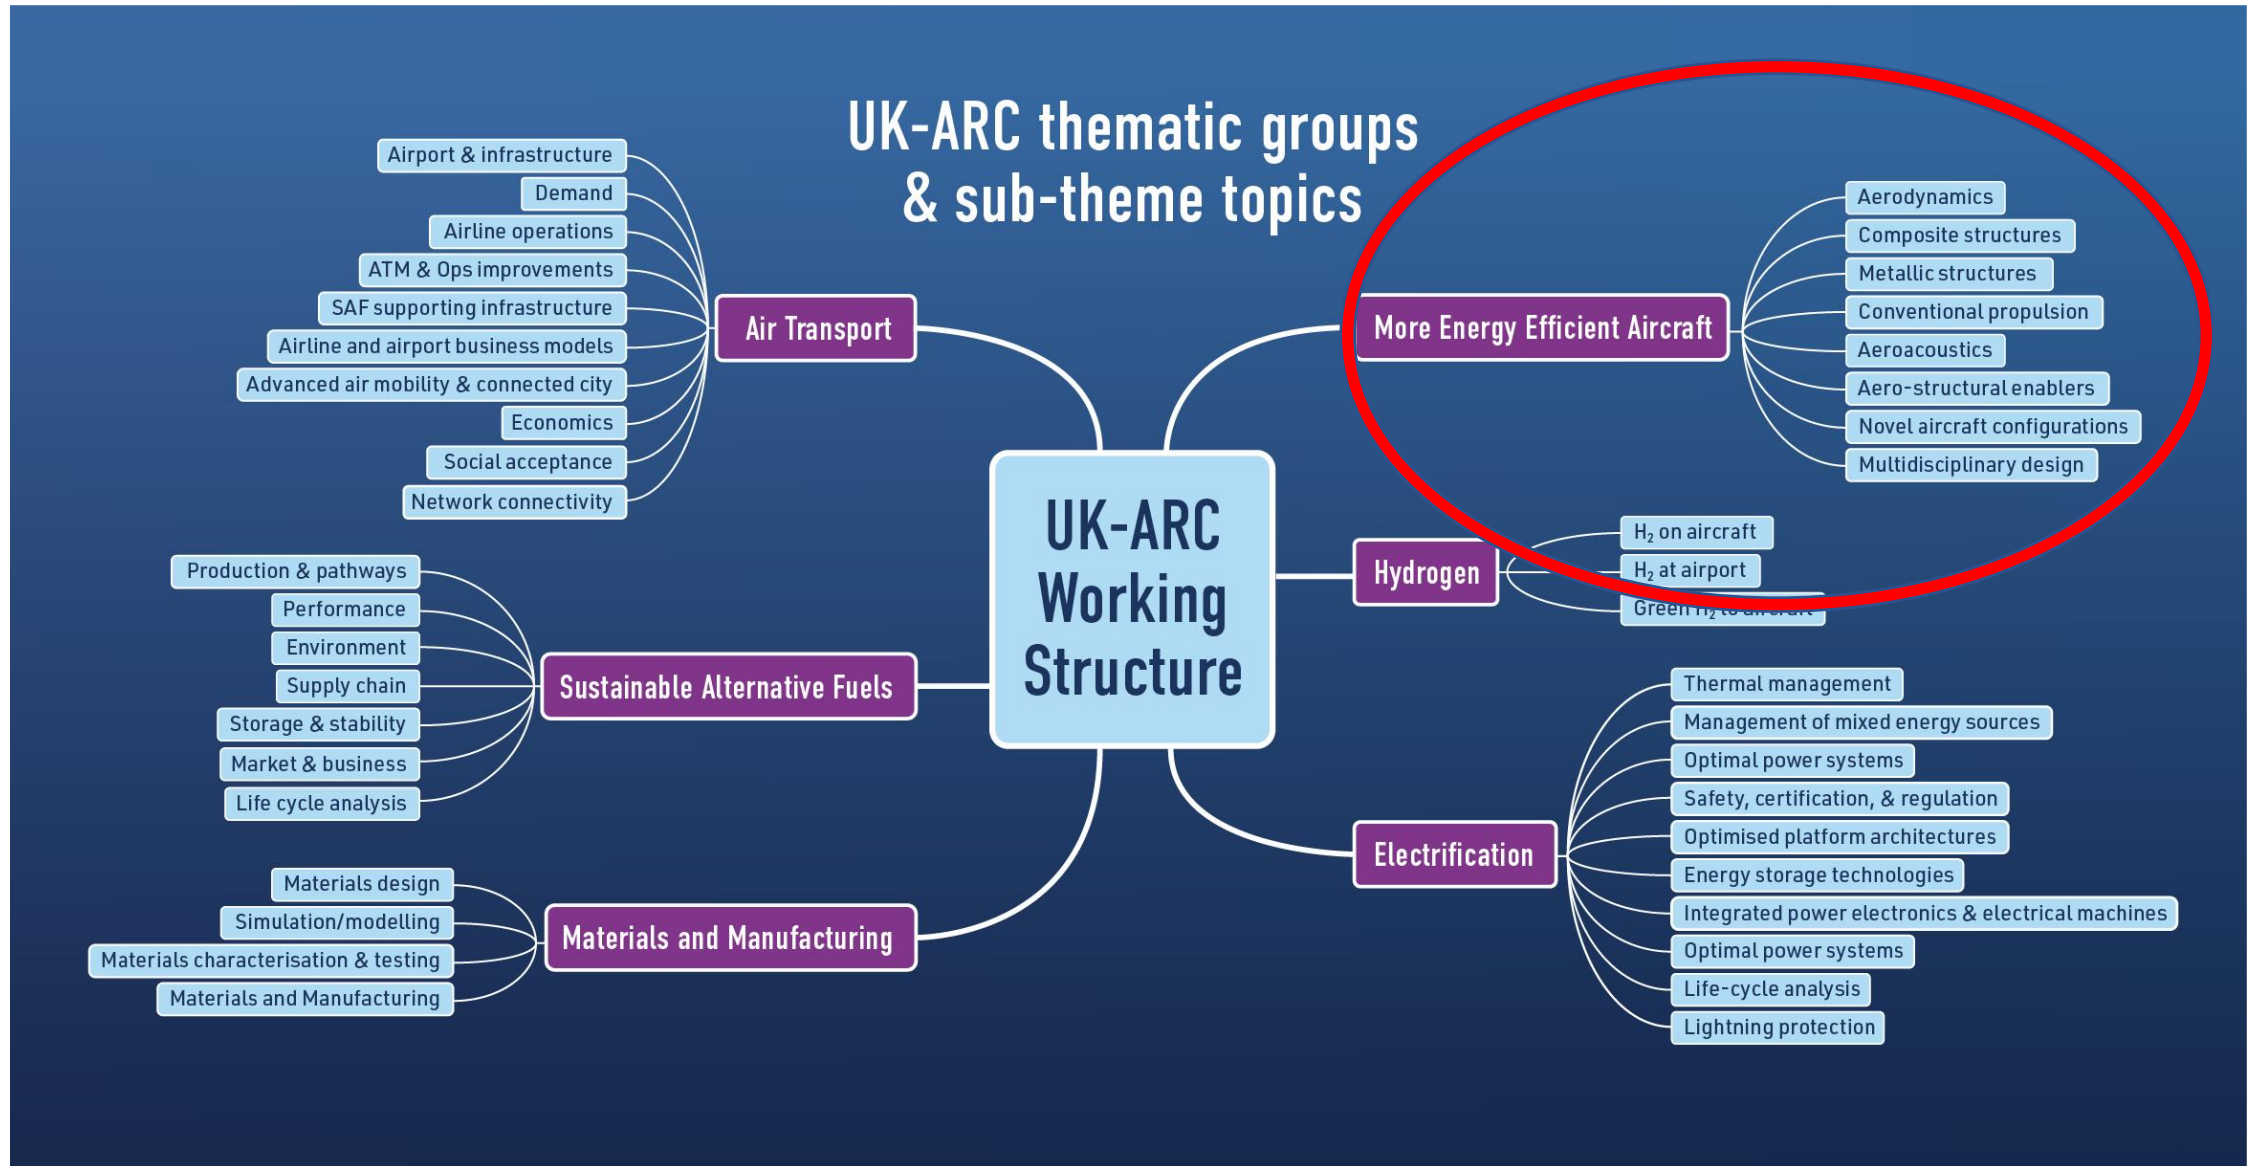 UK-ARC thematic groups
& sub-theme topics
Airport & infrastructure
Demand
Airline operations
ATM & Ops improvements
SAF supporting infrastructure
Airline and airport business models
Advanced air mobility & connected city
Economics
Social acceptance
Network connectivity
Air Transport
Production & pathways
Performance
Environment
Supply chain
Storage & stability
Market & business
Life cycle analysis
Sustainable Alternative Fuels
Materials design
Simulation/modelling
Materials characterisation & testing
Materials and Manufacturing
Materials and Manufacturing
UK-ARC
Working
Structure
More Energy Efficient Aircraft
Aerodynamics
Composite structures
Metallic structures
Conventional propulsion
Aeroacoustics
Aero-structural enablers
Novel aircraft configurations
Multidisciplinary design
Hydrogen
H₂ on aircraft
H₂ at airport
Green H₂ to aircraft
Electrification
Thermal management
Management of mixed energy sources
Optimal power systems
Safety, certification, & regulation
Optimised platform architectures
Energy storage technologies
Integrated power electronics & electrical machines
Optimal power systems
Life-cycle analysis
Lightning protection